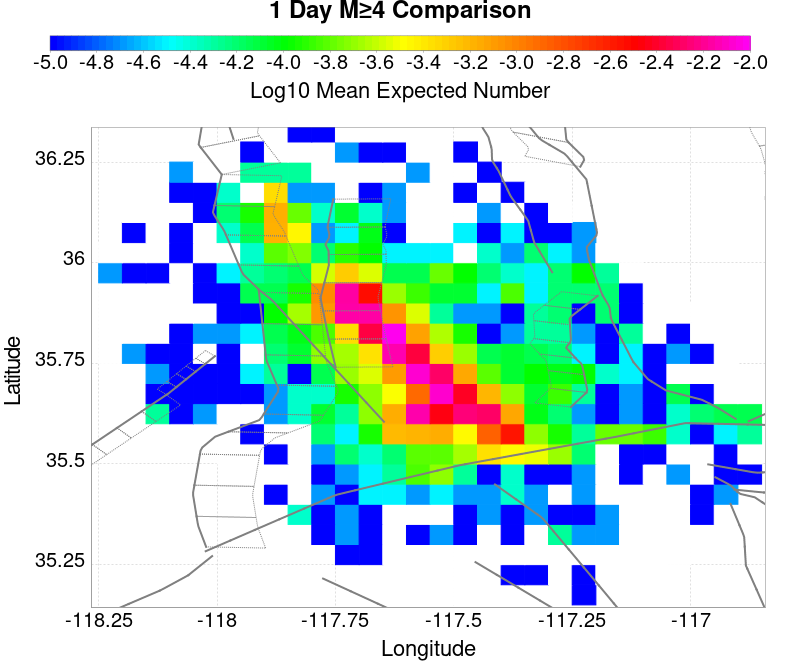 1 Day M≥4 Comparison
-5.0 -4.8 -4.6 -4.4 -4.2 -4.0 -3.8 -3.6 -3.4 -3.2 -3.0 -2.8 -2.6 -2.4 -2.2 -2.0
Log10 Mean Expected Number
36.25
36
35.75
35.5
35.25
Latitude
-118.25 -118 -117.75 -117.5 -117.25 -117
Longitude